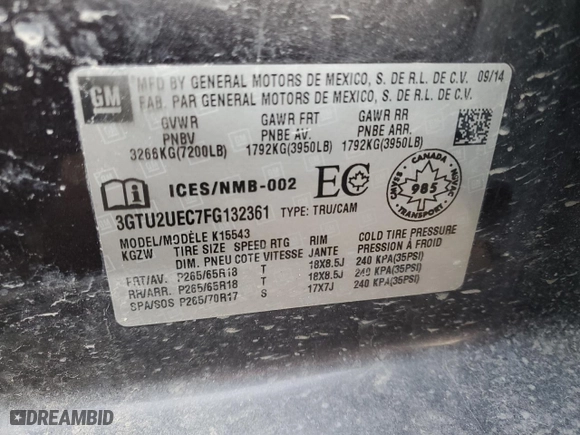 GM
MFD BY GENERAL MOTORS DE MEXICO, S. DE R.L. DE C.V. 09/14
FAB. PAR GENERAL MOTORS DE MEXICO, S. DE R.L. DE C.V.
GVWR GAWR FRT GAWR RR
PNBV PNBE AV. PNBE ARR.
3266KG(7200LB) 1792KG(3950LB) 1792KG(3950LB)
ICES/NMB-002 EC CANADA 985 CMVSS NSVAC
3GTU2UEC7FG132361 TYPE: TRU/CAM
MODEL/MODÈLE K15543
KGZW TIRE SIZE SPEED RTG RIM COLD TIRE PRESSURE
DIM. PNEU COTE VITESSE JANTE PRESSION À FROID
FRT/AV. P265/65R18 T 18X8.5J 240 KPA(35PSI)
RR/ARR. P265/65R18 T 18X8.5J 240 KPA(35PSI)
SPA/SOS P265/70R17 S 17X7J 240 KPA(35PSI)
DREAMBID